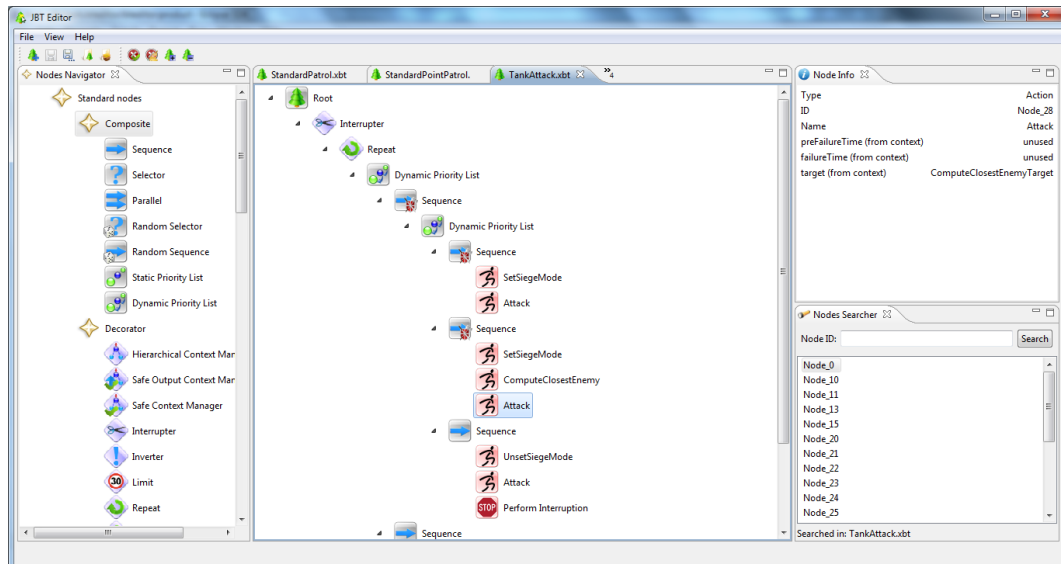 JBT Editor
File View Help
Nodes Navigator
Standard nodes
Composite
Sequence
Selector
Parallel
Random Selector
Random Sequence
Static Priority List
Dynamic Priority List
Decorator
Hierarchical Context Mar
Safe Output Context Mar
Safe Context Manager
Interrupter
Inverter
30
Limit
Repeat
StandardPatrol.xbt StandardPointPatrol. TankAttack.xbt »4
Root
Interrupter
Repeat
Dynamic Priority List
Sequence
Dynamic Priority List
Sequence
SetSiegeMode
Attack
Sequence
SetSiegeMode
ComputeClosestEnemy
Attack
Sequence
UnsetSiegeMode
Attack
STOP Perform Interruption
Sequence
Node Info
Type Action
ID Node_28
Name Attack
preFailureTime (from context) unused
failureTime (from context) unused
target (from context) ComputeClosestEnemyTarget
Nodes Searcher
Node ID: Search
Node_0
Node_10
Node_11
Node_13
Node_15
Node_20
Node_21
Node_22
Node_23
Node_24
Node_25
Searched in: TankAttack.xbt